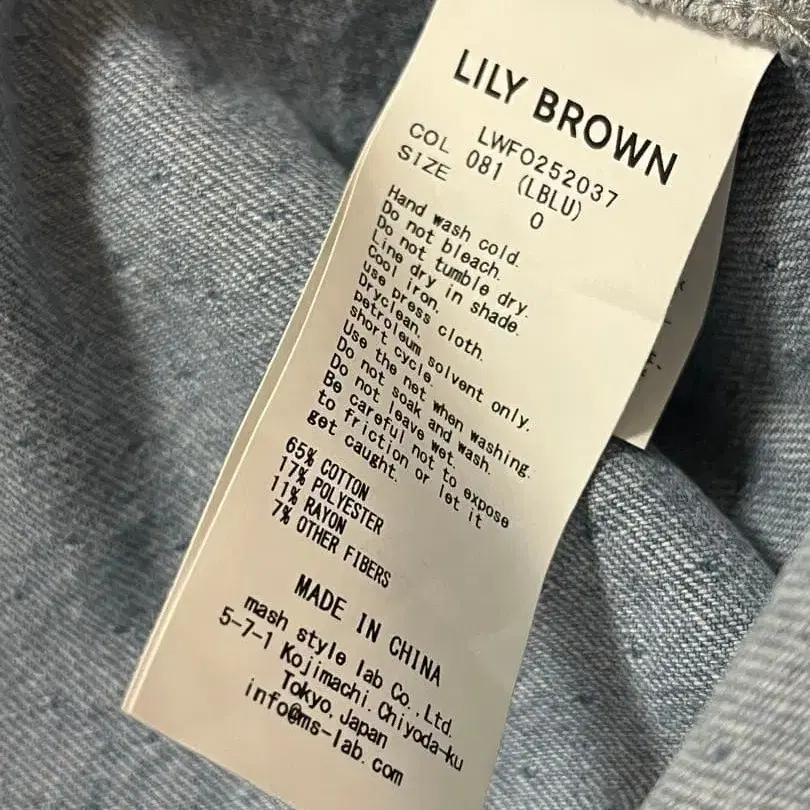 LILY BROWN
LWFO252037
COL 081 (LBLU)
SIZE 0
Hand wash cold.
Do not bleach.
Do not tumble dry.
Line dry in shade.
Cool iron.
use press cloth.
Dryclean.
petroleum solvent only.
short cycle.
Use the net when washing.
Do not soak and wash.
Do not leave wet.
Be careful not to expose
to friction or let it
get caught.
65% COTTON
17% POLYESTER
11% RAYON
7% OTHER FIBERS
MADE IN CHINA
mash style lab Co.,Ltd.
5-7-1 Kojimachi.Chiyoda-ku
Tokyo.Japan
info@ms-lab.com